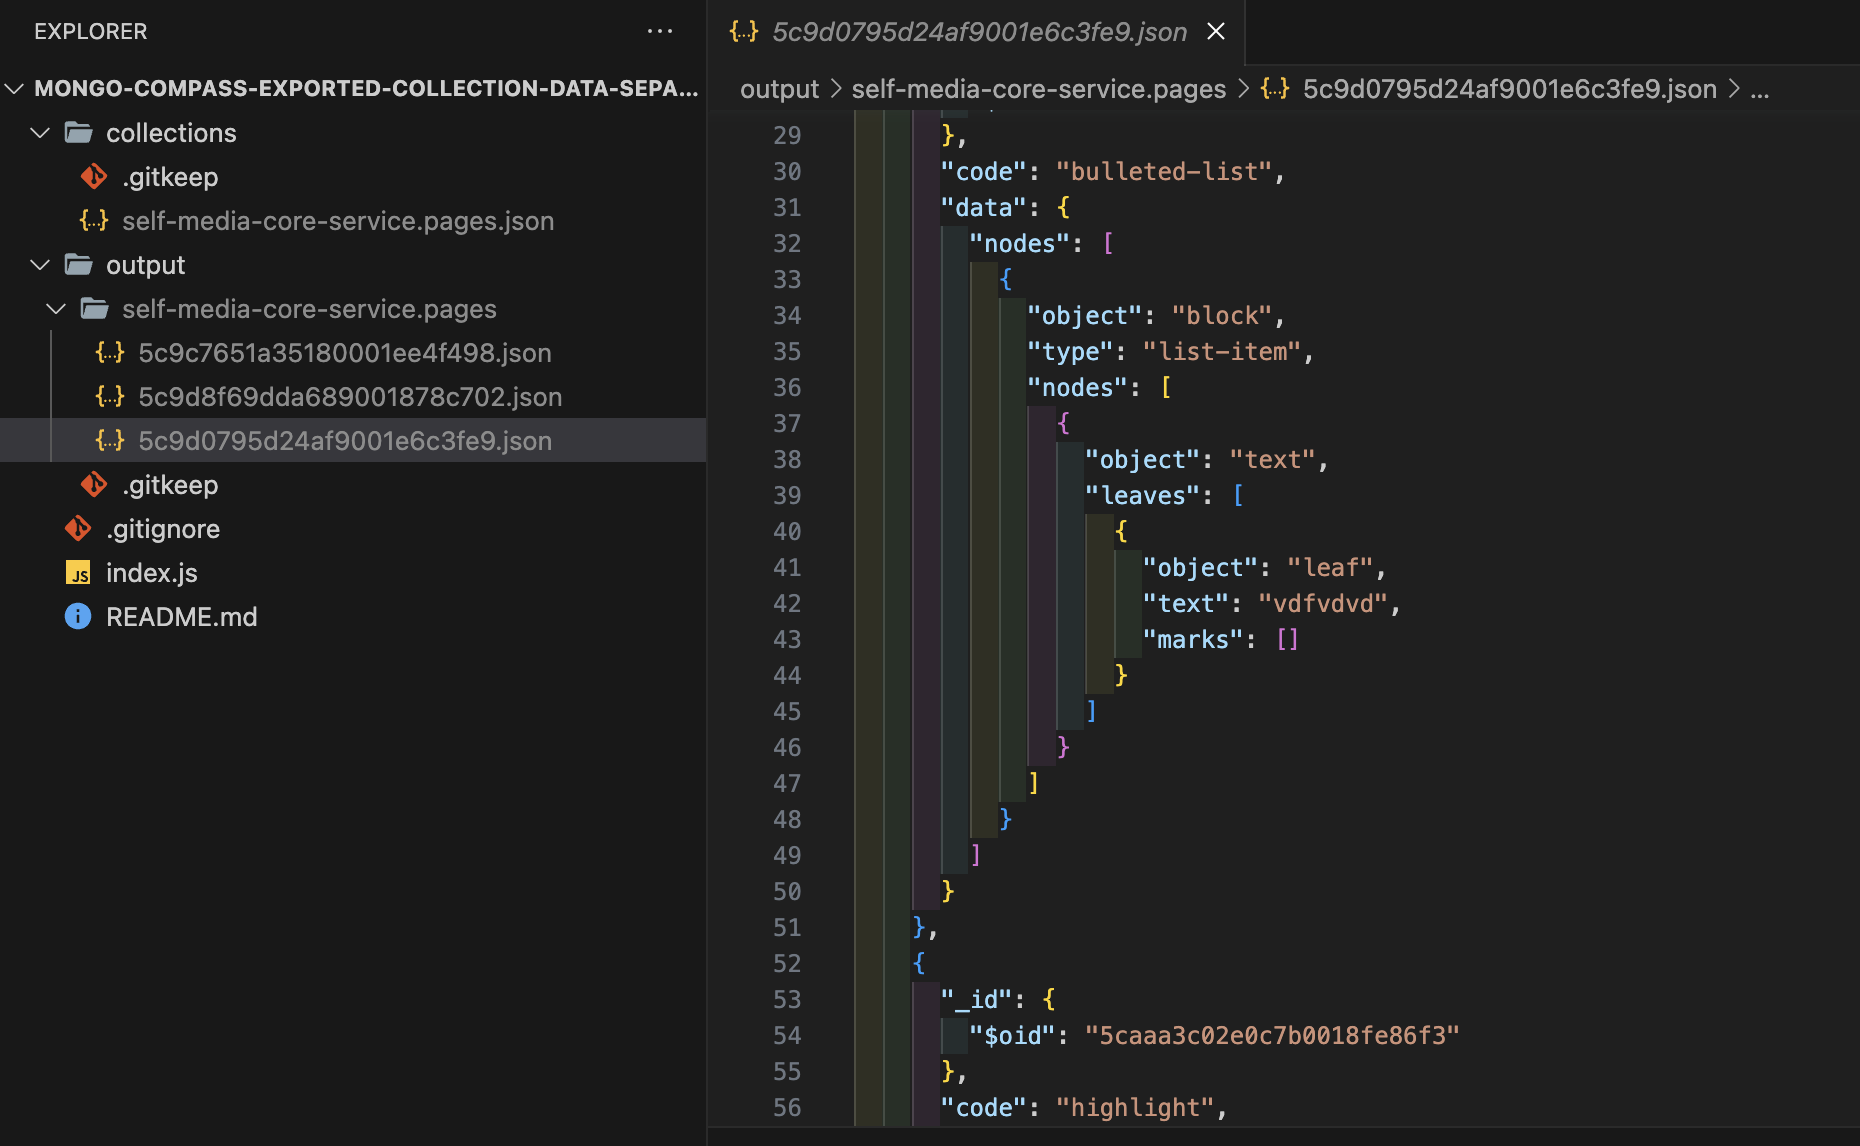 EXPLORER
MONGO-COMPASS-EXPORTED-COLLECTION-DATA-SEPA...
collections
.gitkeep
{..} self-media-core-service.pages.json
output
self-media-core-service.pages
{..} 5c9c7651a35180001ee4f498.json
{..} 5c9d8f69dda689001878c702.json
{..} 5c9d0795d24af9001e6c3fe9.json
.gitkeep
.gitignore
JS index.js
i README.md
{..} 5c9d0795d24af9001e6c3fe9.json
output > self-media-core-service.pages > {..} 5c9d0795d24af9001e6c3fe9.json > ...
29 },
30 "code": "bulleted-list",
31 "data": {
32 "nodes": [
33 {
34 "object": "block",
35 "type": "list-item",
36 "nodes": [
37 {
38 "object": "text",
39 "leaves": [
40 {
41 "object": "leaf",
42 "text": "vdfvdvd",
43 "marks": []
44 }
45 ]
46 }
47 ]
48 }
49 ]
50 }
51 },
52 {
53 "_id": {
54 "$oid": "5caaa3c02e0c7b0018fe86f3"
55 },
56 "code": "highlight",